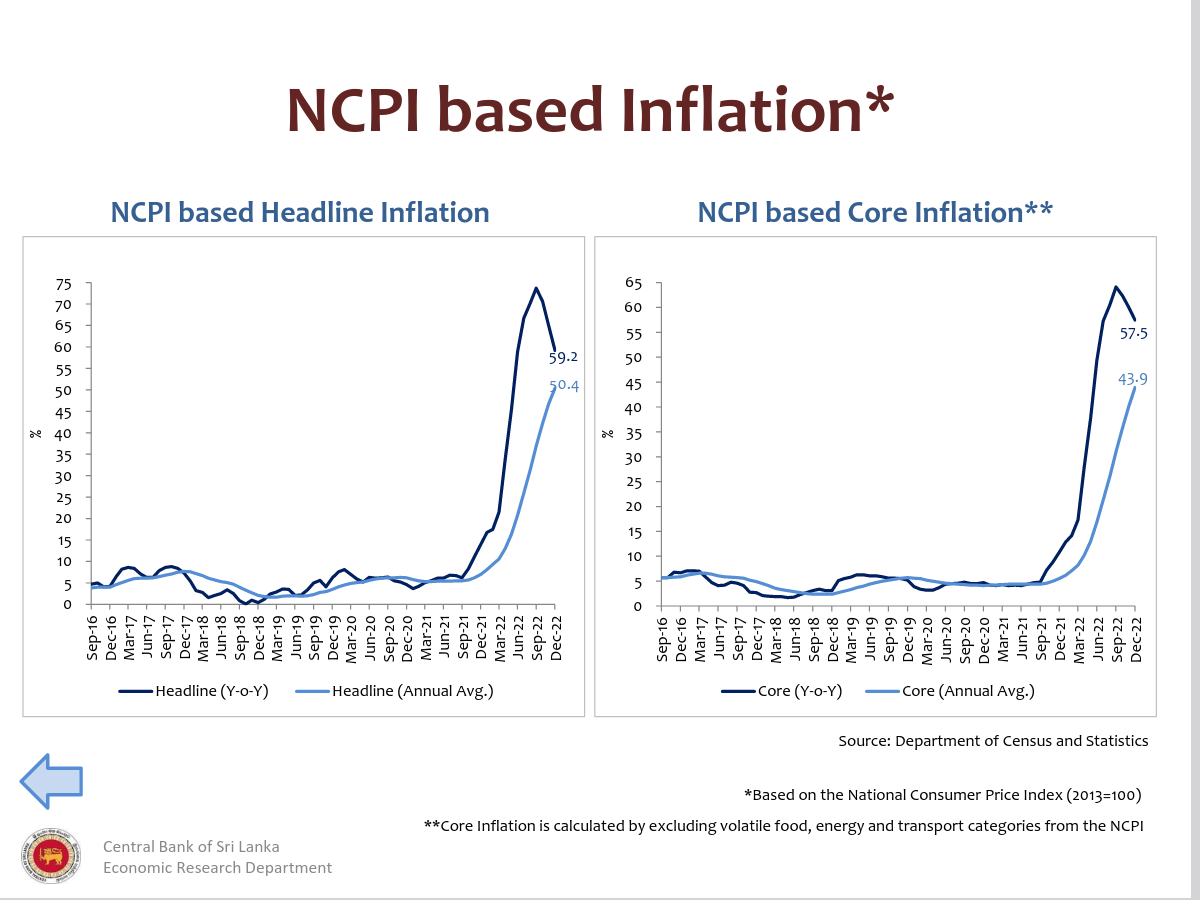 NCPI based Inflation*
NCPI based Headline Inflation
75
70
65
60
55
50
45
40
35
30
25
20
15
10
5
0
%
59.2
50.4
Sep-16
Dec-16
Mar-17
Jun-17
Sep-17
Dec-17
Mar-18
Jun-18
Sep-18
Dec-18
Mar-19
Jun-19
Sep-19
Dec-19
Mar-20
Jun-20
Sep-20
Dec-20
Mar-21
Jun-21
Sep-21
Dec-21
Mar-22
Jun-22
Sep-22
Dec-22
Headline (Y-o-Y)
Headline (Annual Avg.)
NCPI based Core Inflation**
65
60
55
50
45
40
35
30
25
20
15
10
5
0
%
57.5
43.9
Sep-16
Dec-16
Mar-17
Jun-17
Sep-17
Dec-17
Mar-18
Jun-18
Sep-18
Dec-18
Mar-19
Jun-19
Sep-19
Dec-19
Mar-20
Jun-20
Sep-20
Dec-20
Mar-21
Jun-21
Sep-21
Dec-21
Mar-22
Jun-22
Sep-22
Dec-22
Core (Y-o-Y)
Core (Annual Avg.)
Source: Department of Census and Statistics
*Based on the National Consumer Price Index (2013=100)
**Core Inflation is calculated by excluding volatile food, energy and transport categories from the NCPI
Central Bank of Sri Lanka
Economic Research Department